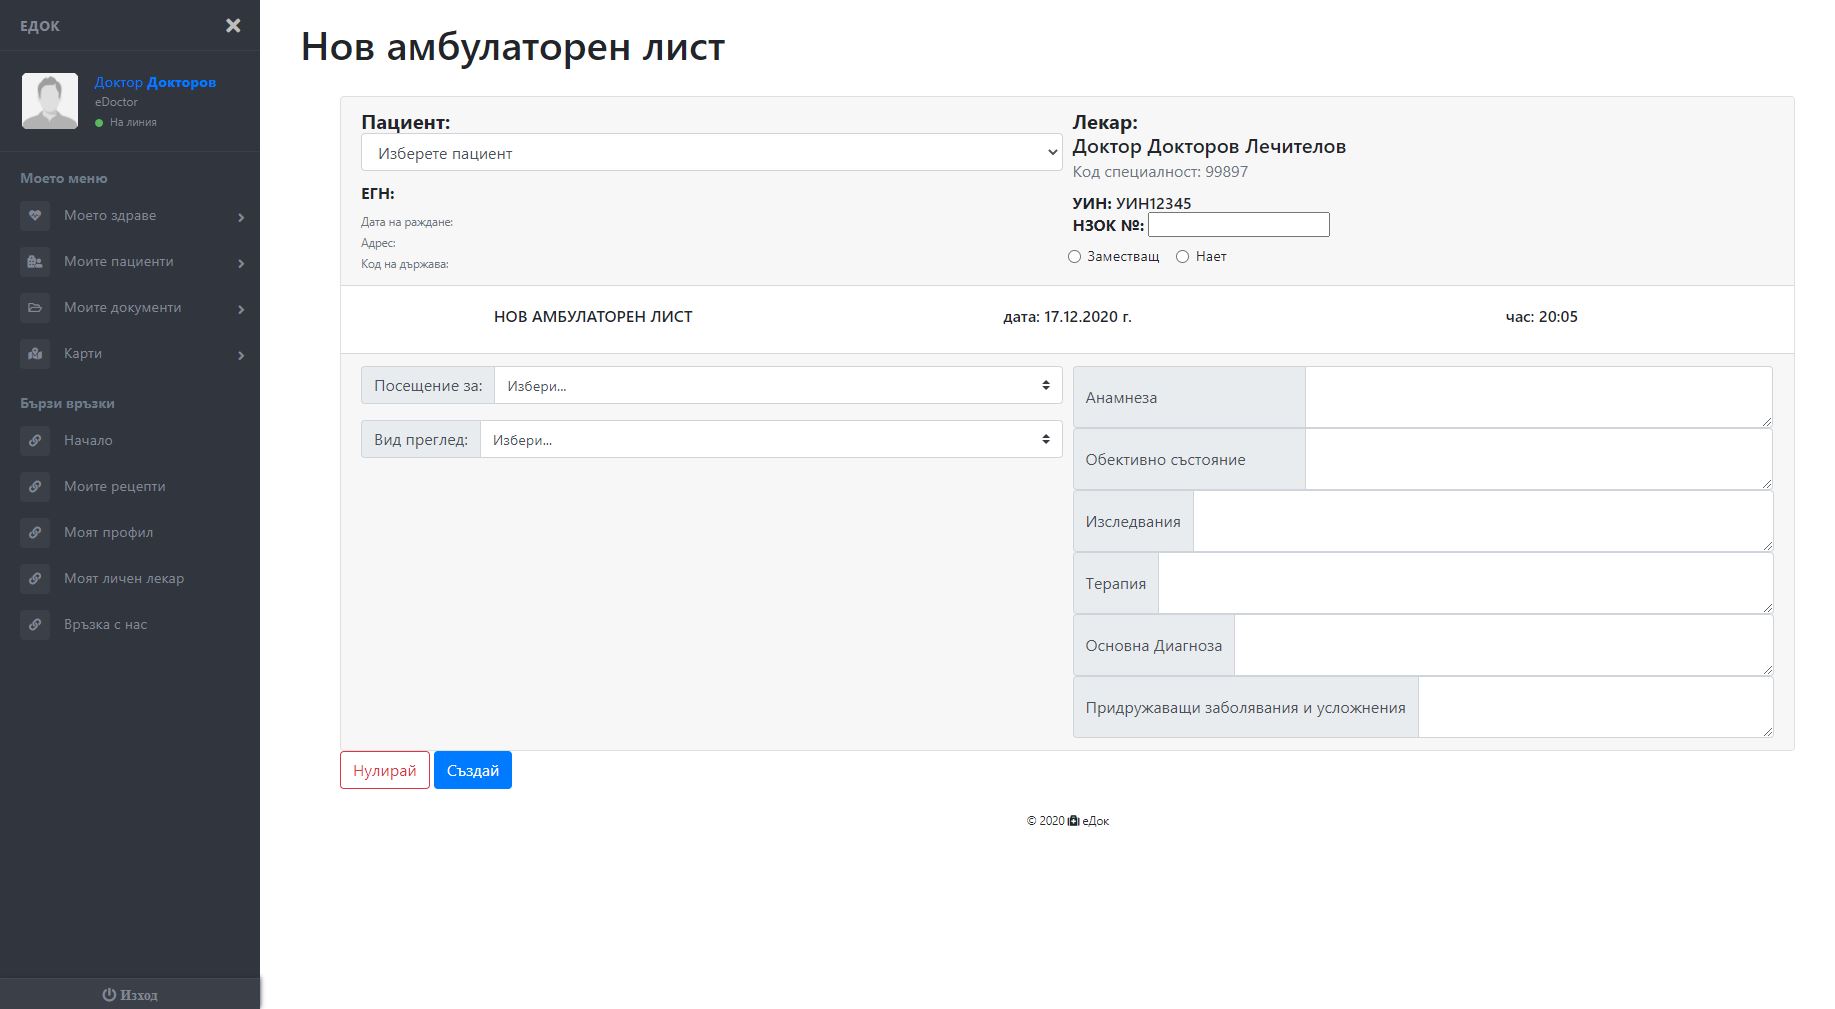 ЕДОК
Доктор Докторов
eDoctor
На линия
Моето меню
Моето здраве
Моите пациенти
Моите документи
Карти
Бързи връзки
Начало
Моите рецепти
Моят профил
Моят личен лекар
Връзка с нас
Изход
Нов амбулаторен лист
Пациент:
Изберете пациент
ЕГН:
Дата на раждане:
Адрес:
Код на държава:
Лекар:
Доктор Докторов Лечителов
Код специалност: 99897
УИН: УИН12345
НЗОК №:
Заместващ Нает
НОВ АМБУЛАТОРЕН ЛИСТ дата: 17.12.2020 г. час: 20:05
Посещение за: Избери...
Вид преглед: Избери...
Анамнеза
Обективно състояние
Изследвания
Терапия
Основна Диагноза
Придружаващи заболявания и усложнения
Нулирай Създай
© 2020 еДок